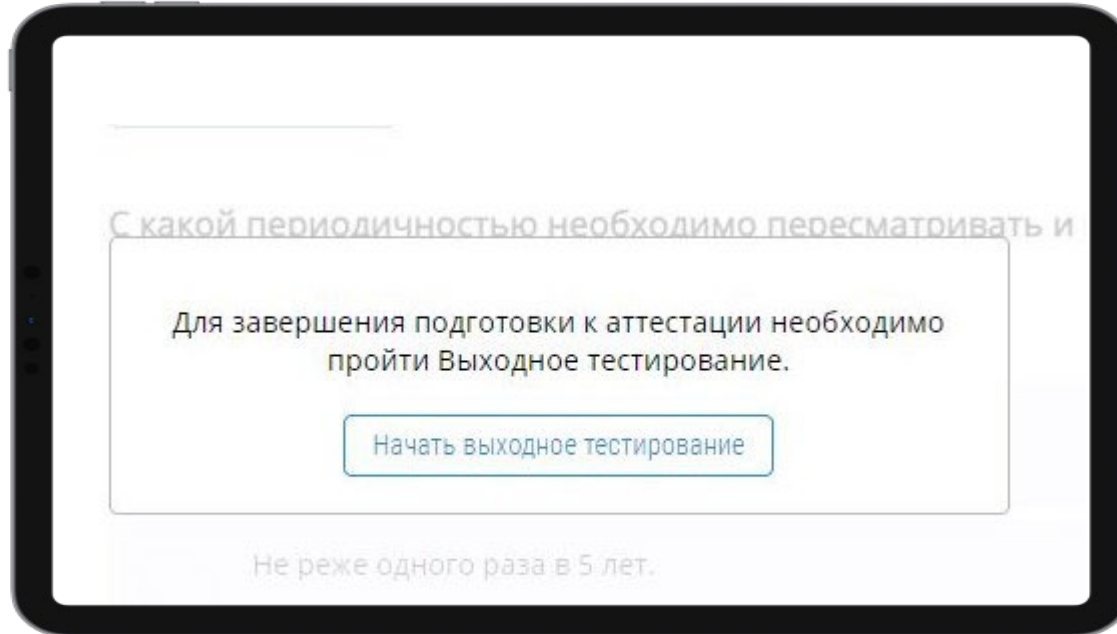 С какой периодичностью необходимо пересматривать и
Для завершения подготовки к аттестации необходимо
пройти Выходное тестирование.
Начать выходное тестирование
Не реже одного раза в 5 лет.